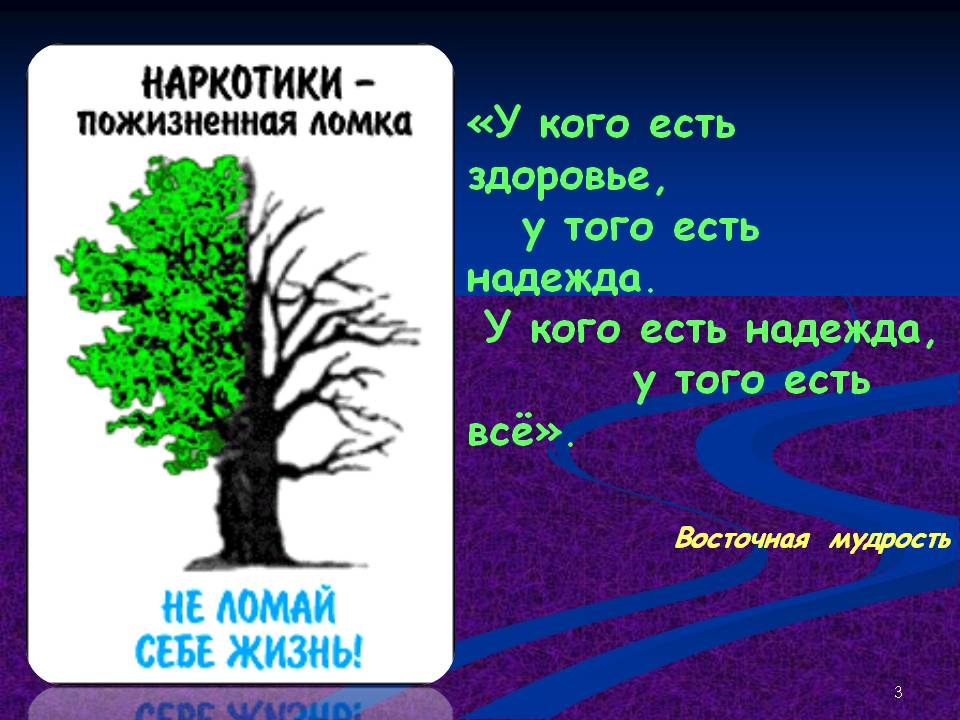 НАРКОТИКИ –
пожизненная ломка
НЕ ЛОМАЙ
СЕБЕ ЖИЗНЬ!
«У кого есть
здоровье,
у того есть
надежда.
У кого есть надежда,
у того есть
всё».
Восточная мудрость
3